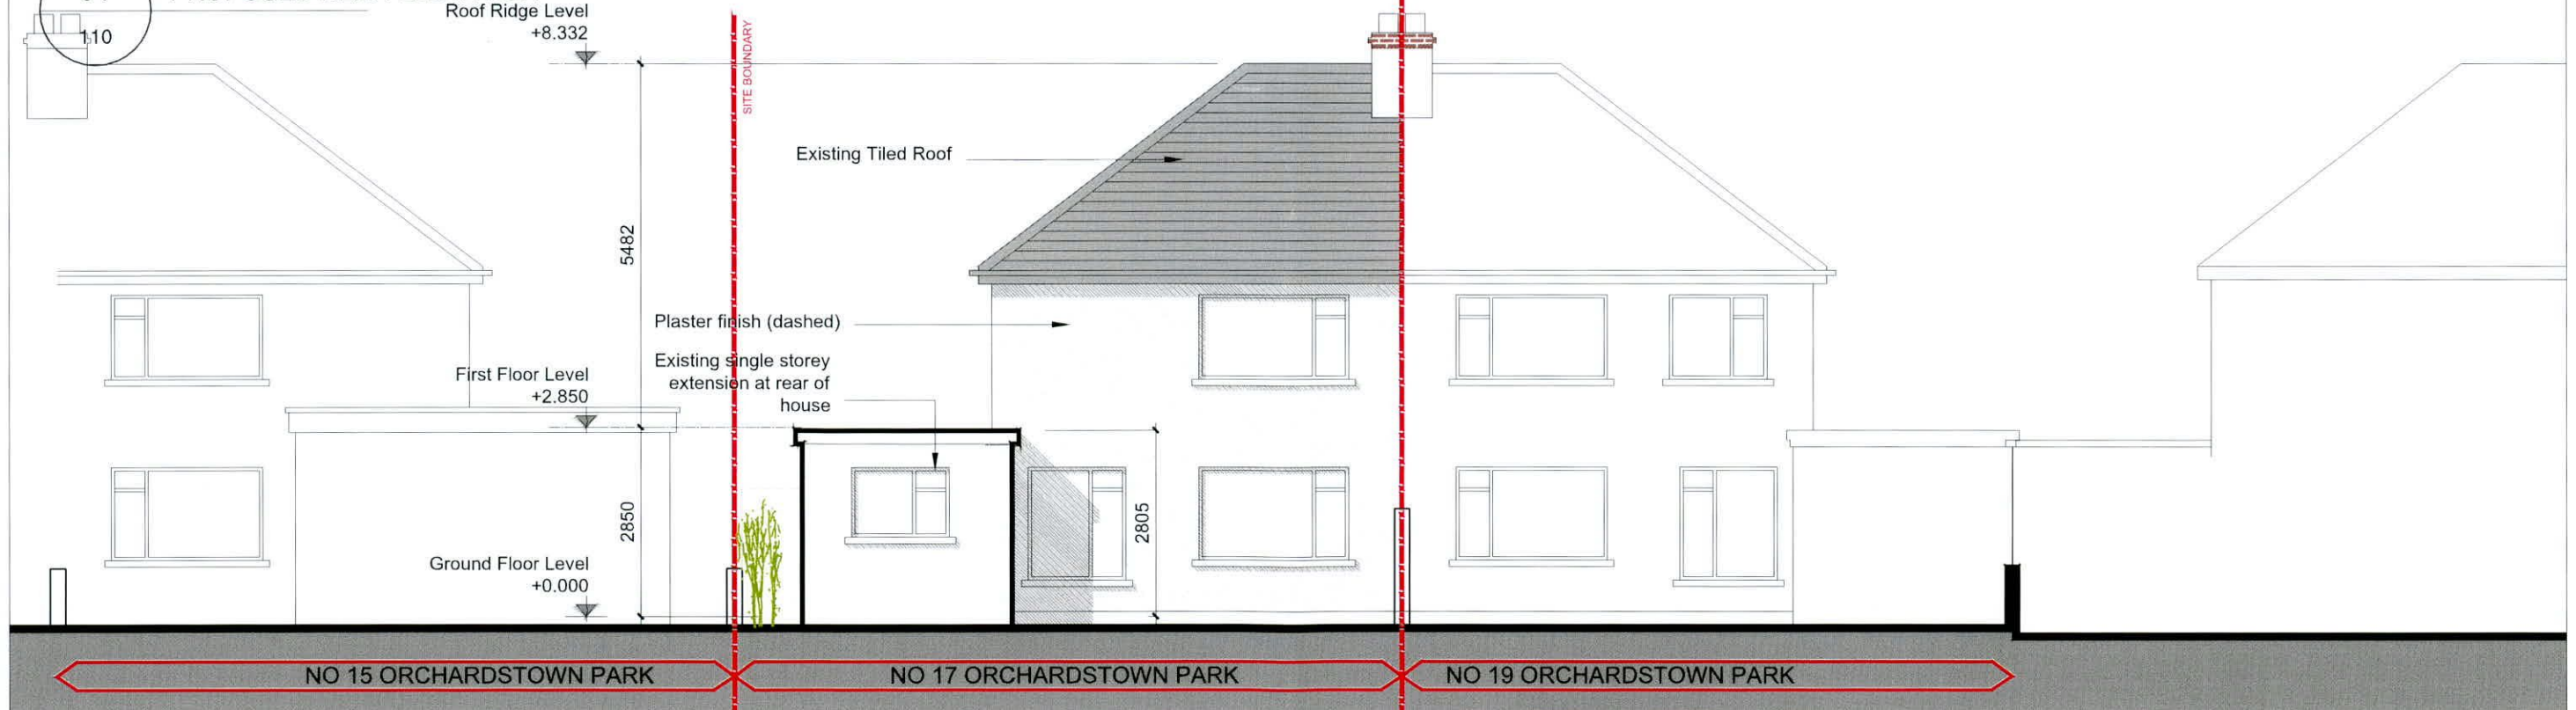 110
Roof Ridge Level
+8.332
SITE BOUNDARY
Existing Tiled Roof
5482
Plaster finish (dashed)
Existing single storey
extension at rear of
house
First Floor Level
+2.850
2850
2805
Ground Floor Level
+0.000
NO 15 ORCHARDSTOWN PARK
NO 17 ORCHARDSTOWN PARK
NO 19 ORCHARDSTOWN PARK